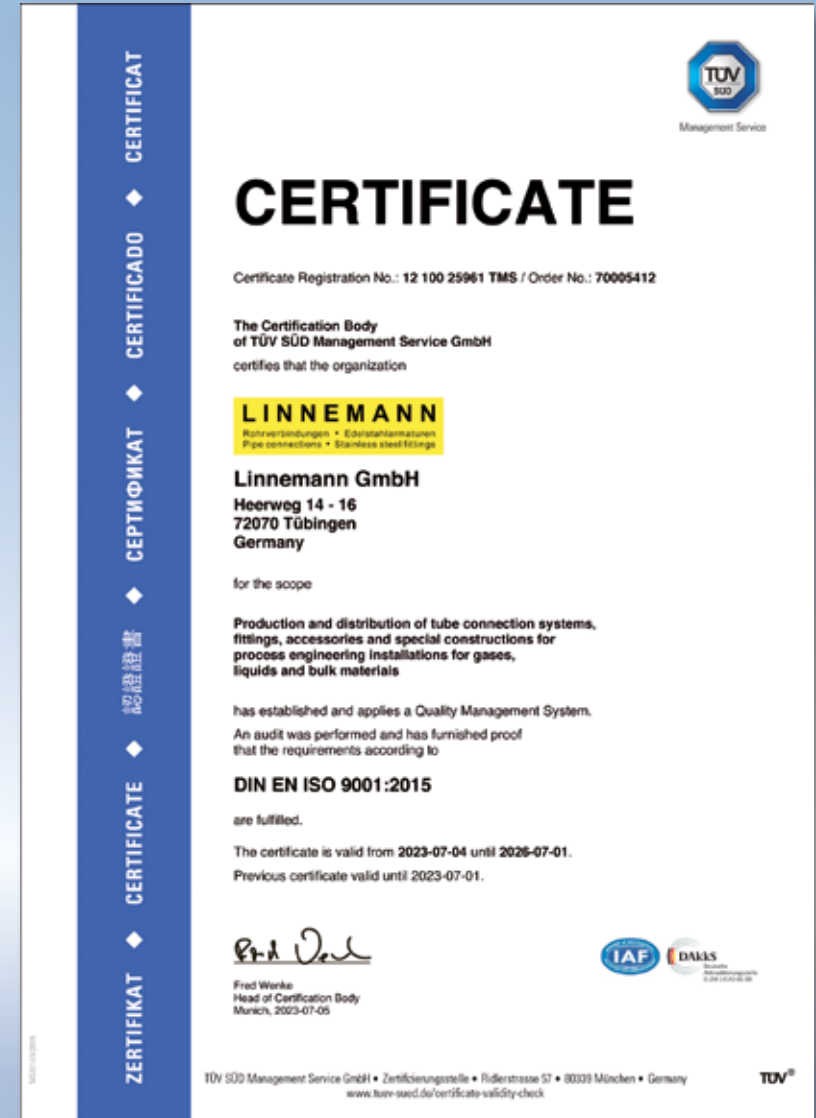 TÜV
SÜD
Management Service
CERTIFICATE
Certificate Registration No.: 12 100 25961 TMS / Order No.: 70005412
The Certification Body
of TÜV SÜD Management Service GmbH
certifies that the organization
LINNEMANN
Rohrverbindungen • Edelstahlarmaturen
Pipe connections • Stainless steel fittings
Linnemann GmbH
Heerweg 14 - 16
72070 Tübingen
Germany
for the scope
Production and distribution of tube connection systems,
fittings, accessories and special constructions for
process engineering installations for gases,
liquids and bulk materials
has established and applies a Quality Management System.
An audit was performed and has furnished proof
that the requirements according to
DIN EN ISO 9001:2015
are fulfilled.
The certificate is valid from 2023-07-04 until 2026-07-01.
Previous certificate valid until 2023-07-01.
Fred Wenke
Head of Certification Body
Munich, 2023-07-05
IAF
DAkkS
Deutsche
Akkreditierungsstelle
TÜV SÜD Management Service GmbH • Zertifizierungsstelle • Ridlerstrasse 57 • 80339 München • Germany
www.tuev-sued.de/certificate-validity-check
TÜV®
ZERTIFIKAT ◆ CERTIFICATE ◆ 認證證書 ◆ СЕРТИФИКАТ ◆ CERTIFICADO ◆ CERTIFICAT